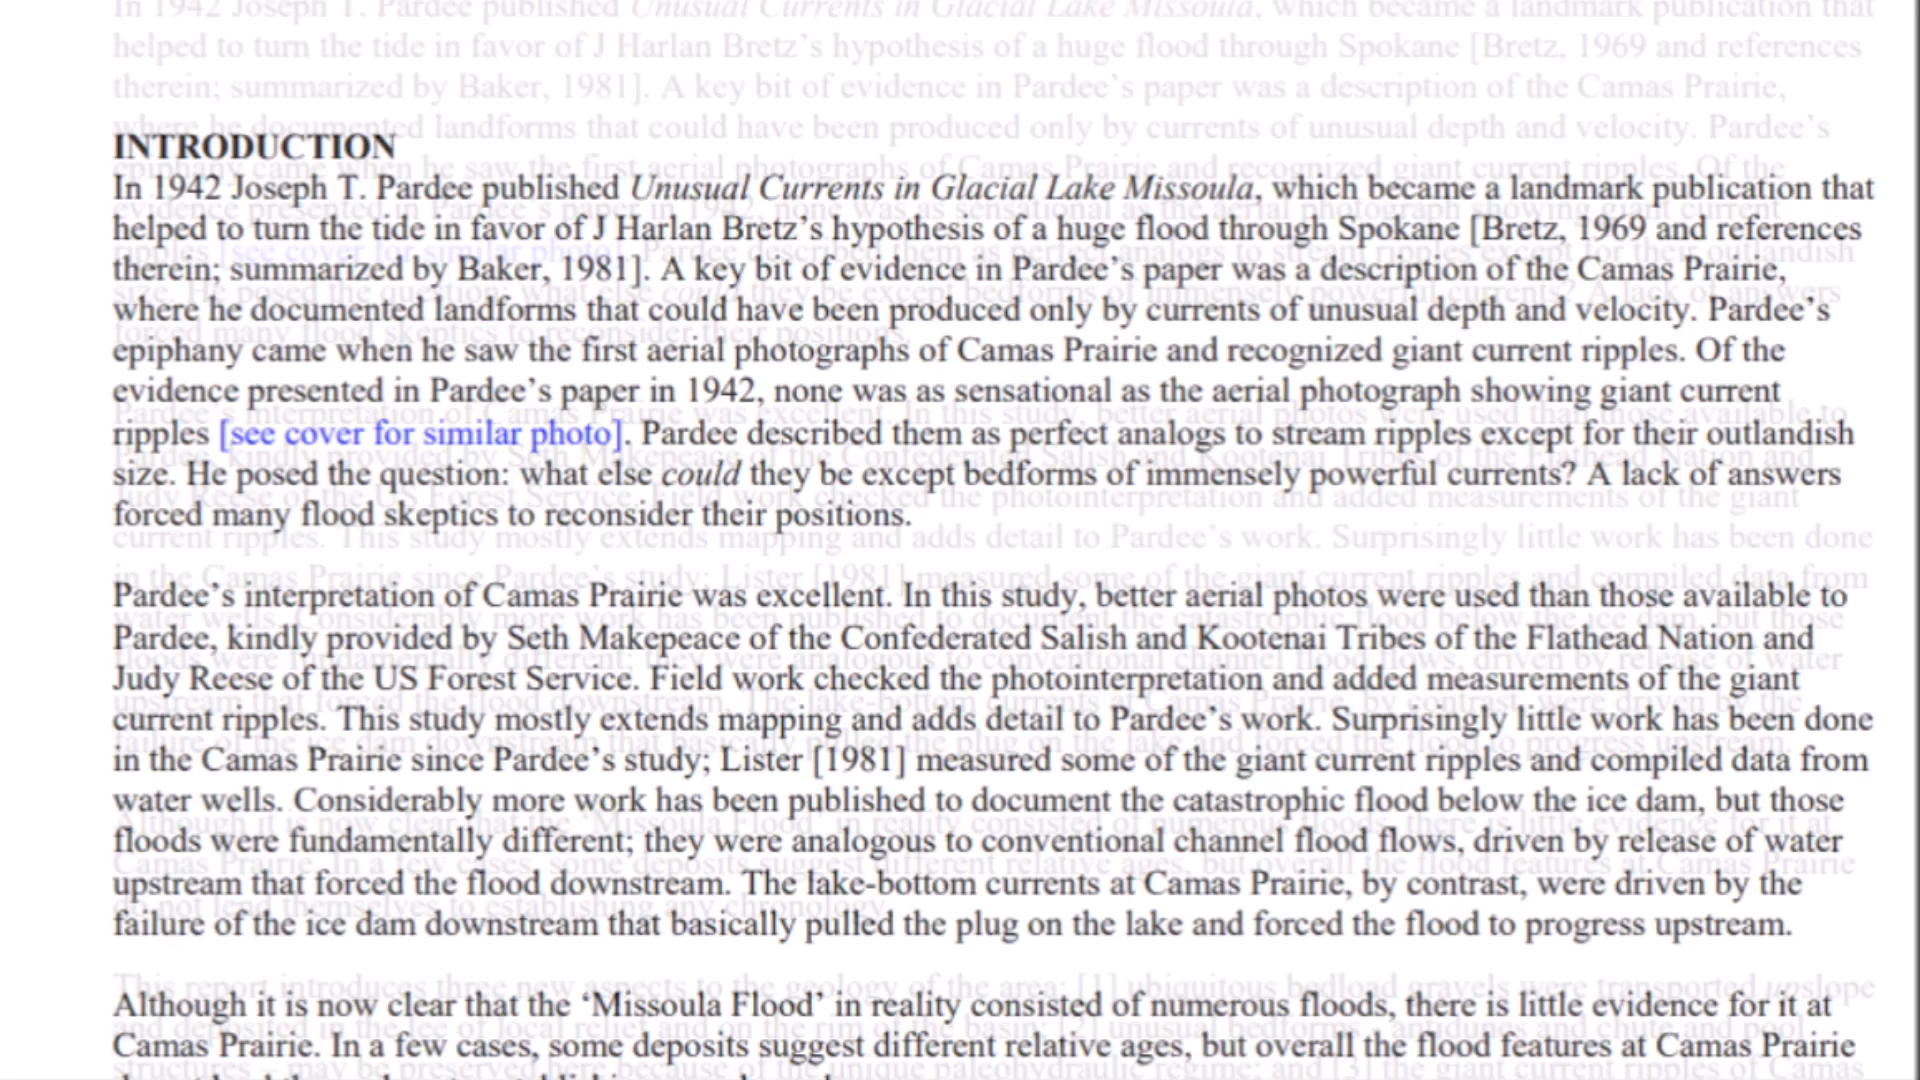 INTRODUCTION
In 1942 Joseph T. Pardee published Unusual Currents in Glacial Lake Missoula, which became a landmark publication that
helped to turn the tide in favor of J Harlan Bretz’s hypothesis of a huge flood through Spokane [Bretz, 1969 and references
therein; summarized by Baker, 1981]. A key bit of evidence in Pardee’s paper was a description of the Camas Prairie,
where he documented landforms that could have been produced only by currents of unusual depth and velocity. Pardee’s
epiphany came when he saw the first aerial photographs of Camas Prairie and recognized giant current ripples. Of the
evidence presented in Pardee’s paper in 1942, none was as sensational as the aerial photograph showing giant current
ripples [see cover for similar photo]. Pardee described them as perfect analogs to stream ripples except for their outlandish
size. He posed the question: what else could they be except bedforms of immensely powerful currents? A lack of answers
forced many flood skeptics to reconsider their positions.
Pardee’s interpretation of Camas Prairie was excellent. In this study, better aerial photos were used than those available to
Pardee, kindly provided by Seth Makepeace of the Confederated Salish and Kootenai Tribes of the Flathead Nation and
Judy Reese of the US Forest Service. Field work checked the photointerpretation and added measurements of the giant
current ripples. This study mostly extends mapping and adds detail to Pardee’s work. Surprisingly little work has been done
in the Camas Prairie since Pardee’s study; Lister [1981] measured some of the giant current ripples and compiled data from
water wells. Considerably more work has been published to document the catastrophic flood below the ice dam, but those
floods were fundamentally different; they were analogous to conventional channel flood flows, driven by release of water
upstream that forced the flood downstream. The lake-bottom currents at Camas Prairie, by contrast, were driven by the
failure of the ice dam downstream that basically pulled the plug on the lake and forced the flood to progress upstream.
Although it is now clear that the ‘Missoula Flood’ in reality consisted of numerous floods, there is little evidence for it at
Camas Prairie. In a few cases, some deposits suggest different relative ages, but overall the flood features at Camas Prairie